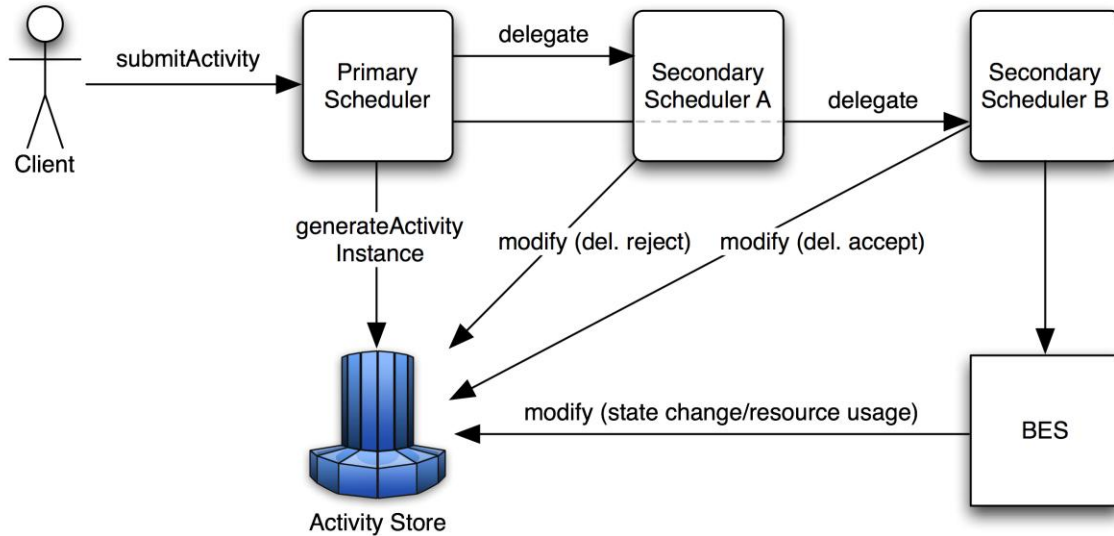 delegate
submitActivity
Primary
Scheduler
Secondary
Scheduler A
Secondary
Scheduler B
delegate
Client
generateActivity
Instance
modify (del. reject)
modify (del. accept)
modify (state change/resource usage)
BES
Activity Store